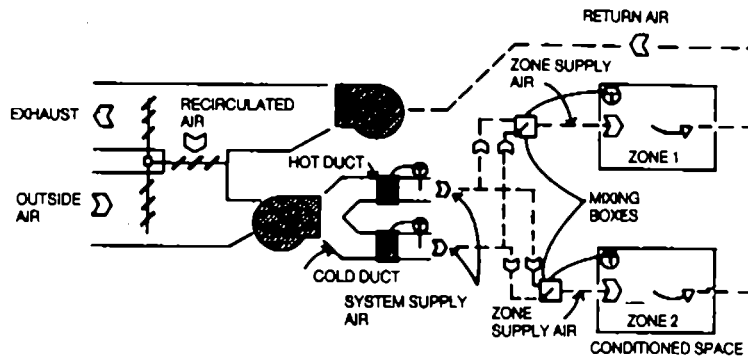 RETURN AIR
ZONE SUPPLY
AIR
EXHAUST
RECIRCULATED
AIR
HOT DUCT
ZONE 1
OUTSIDE
AIR
MIXING
BOXES
COLD DUCT
SYSTEM SUPPLY
AIR
ZONE
SUPPLY AIR
ZONE 2
CONDITIONED SPACE